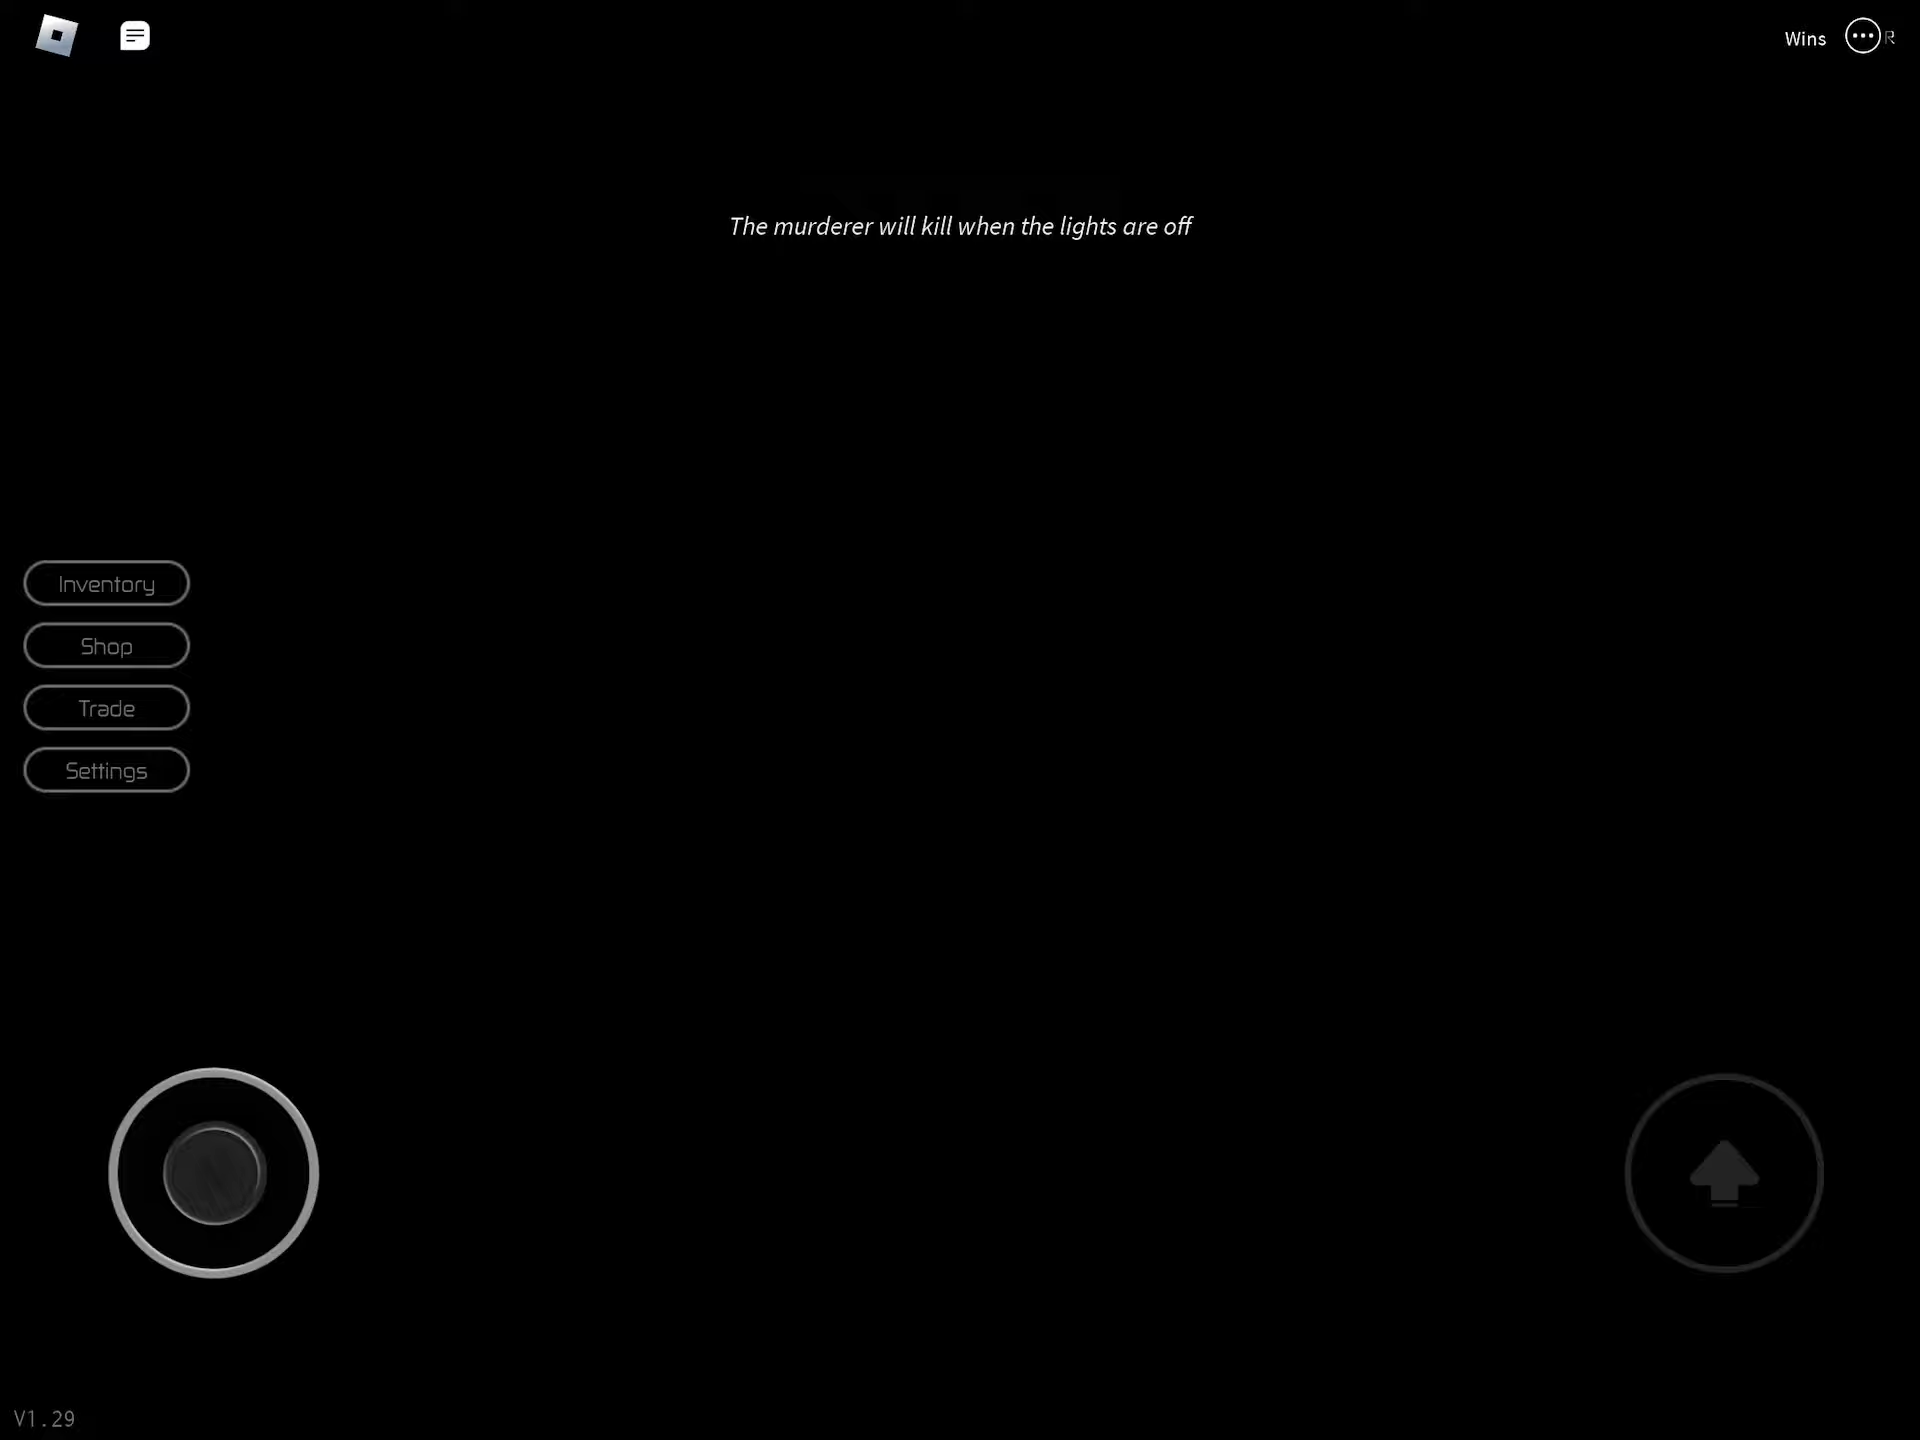 Wins R
The murderer will kill when the lights are off
Inventory
Shop
Trade
Settings
V1.29